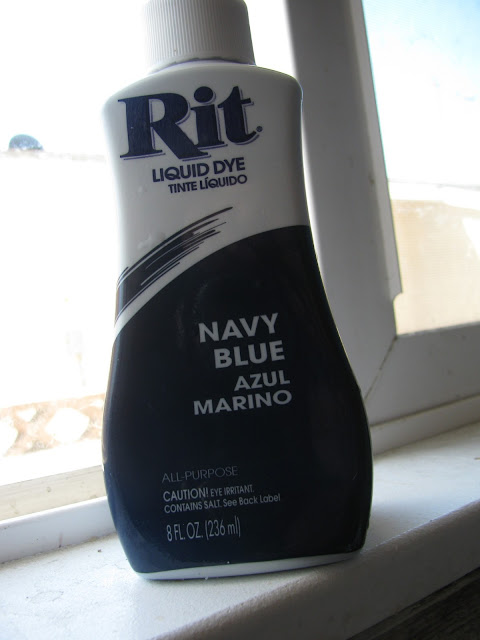 Rit®
LIQUID DYE
TINTE LÍQUIDO
NAVY
BLUE
AZUL
MARINO
ALL-PURPOSE
CAUTION! EYE IRRITANT.
CONTAINS SALT. See Back Label
8 FL. OZ. (236 ml)